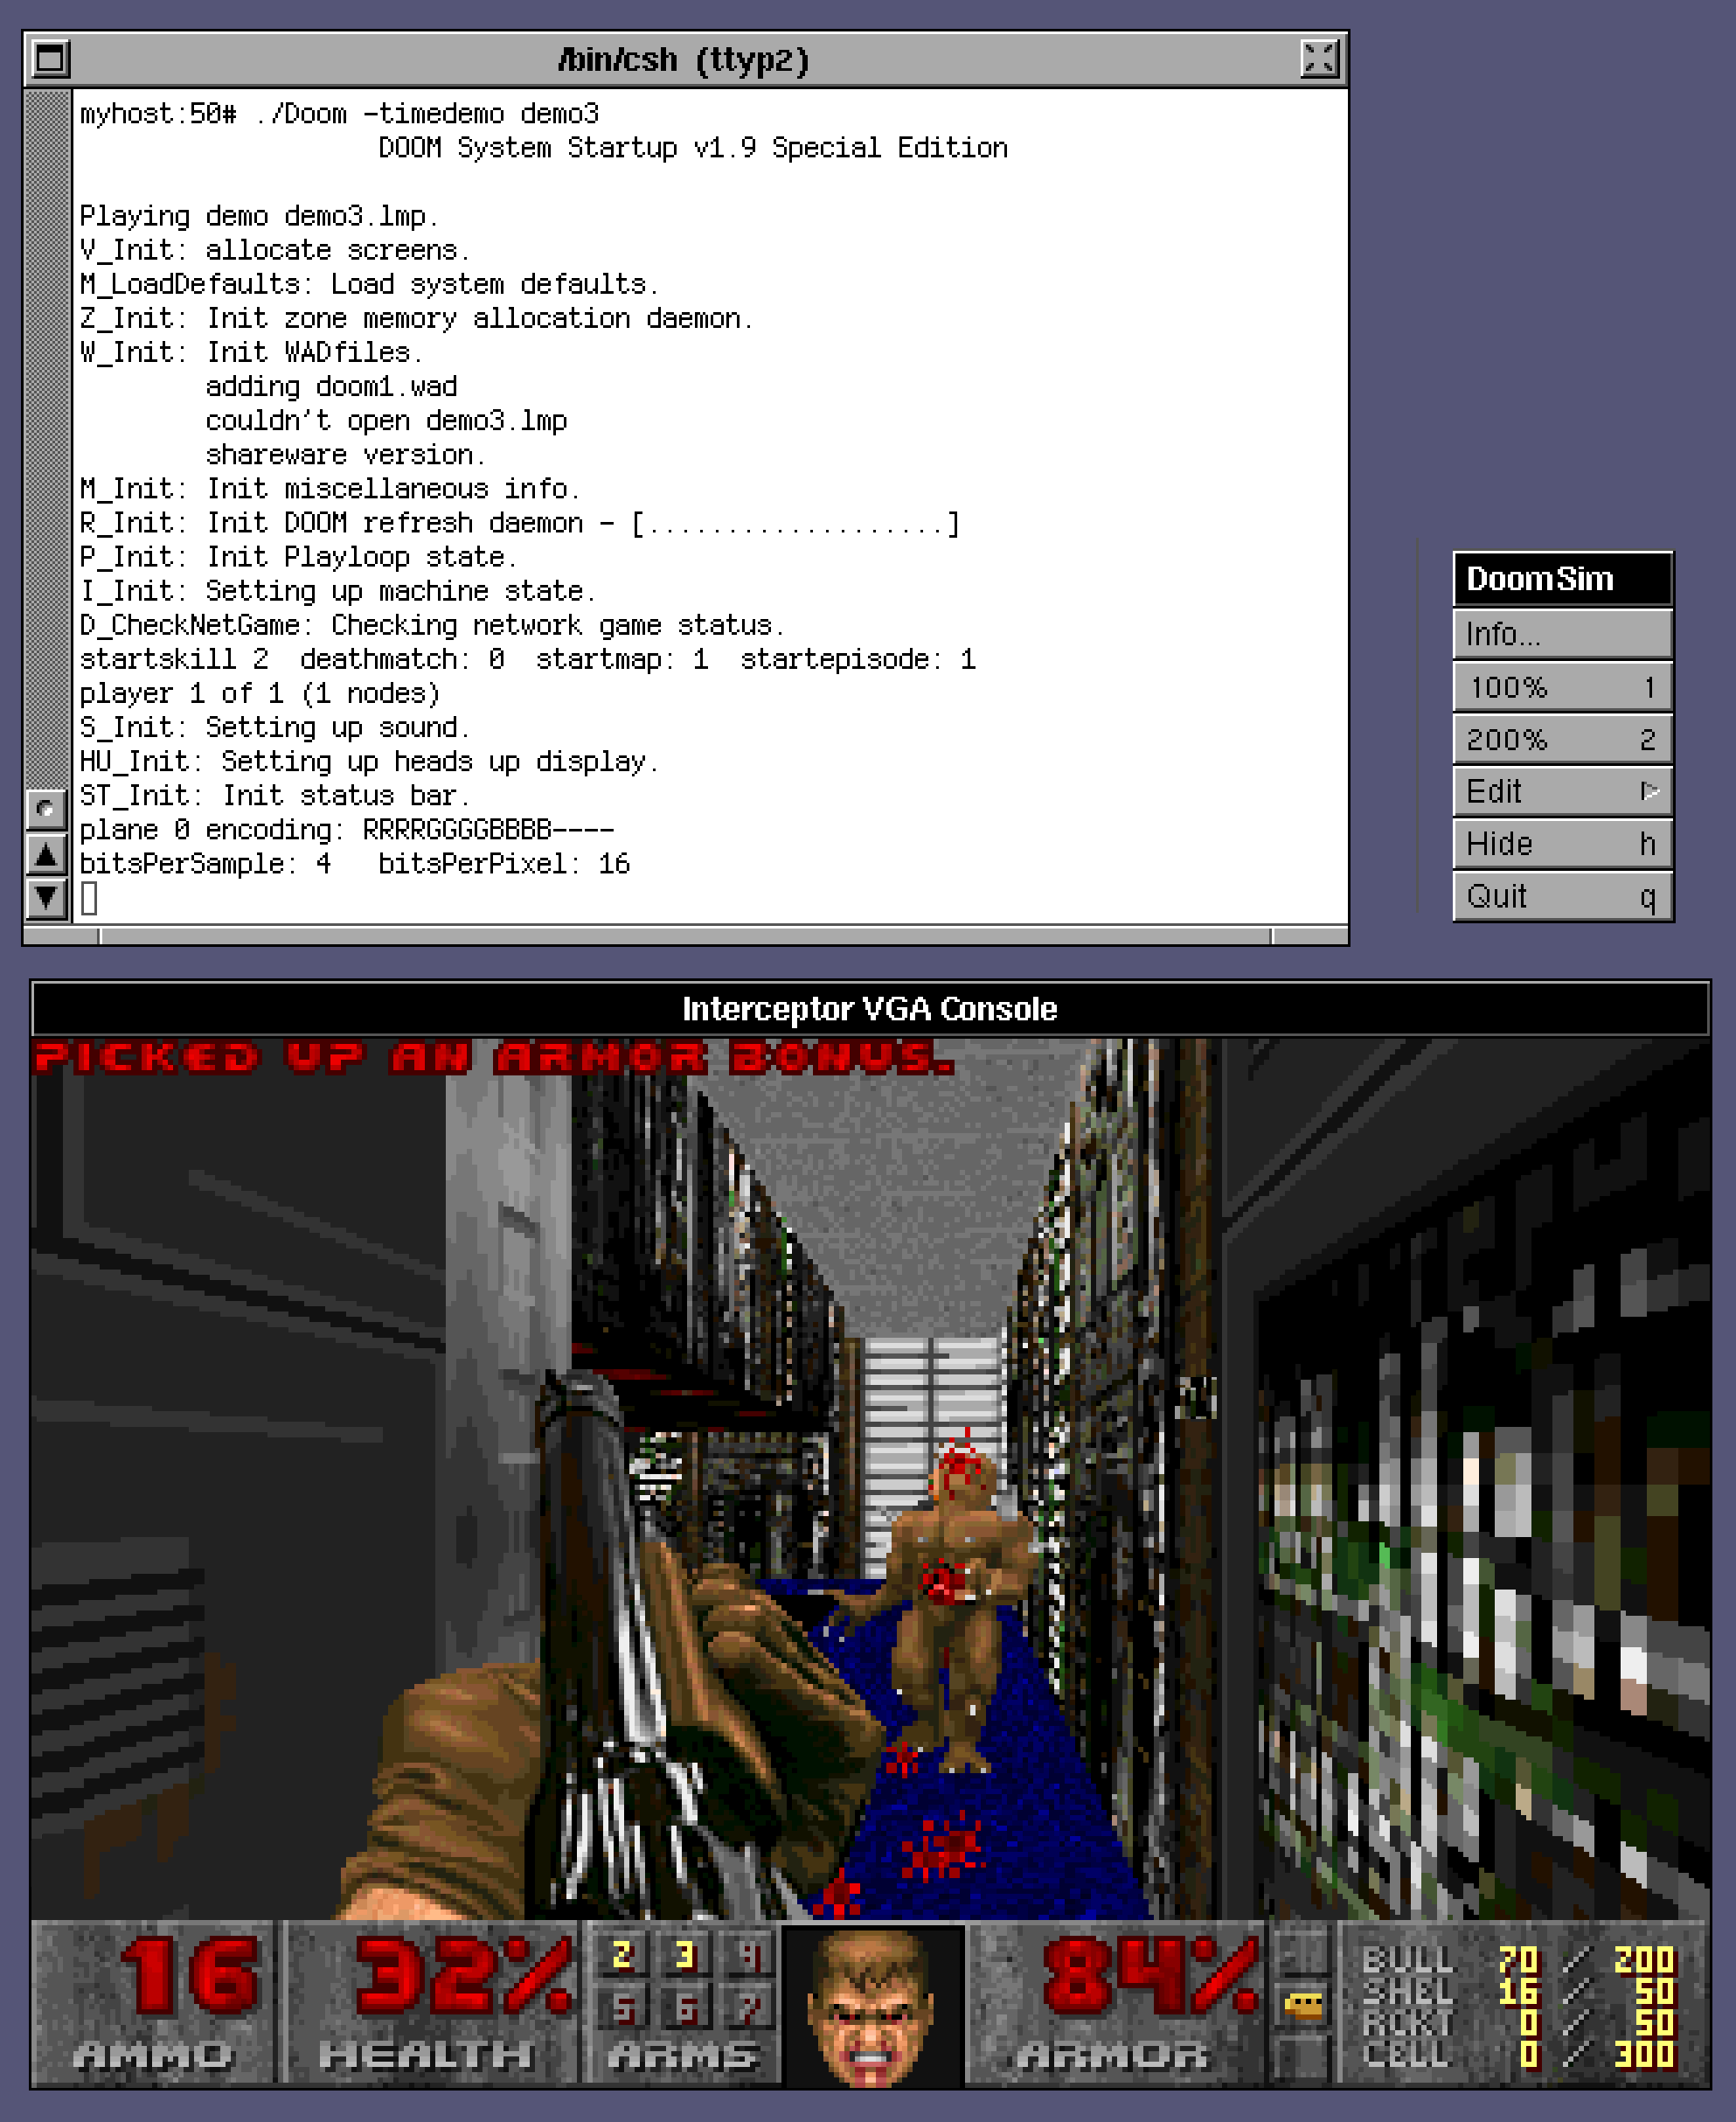 /bin/csh (ttyp2)
myhost:50# ./Doom -timedemo demo3
DOOM System Startup v1.9 Special Edition
Playing demo demo3.lmp.
V_Init: allocate screens.
M_LoadDefaults: Load system defaults.
Z_Init: Init zone memory allocation daemon.
W_Init: Init WADfiles.
adding doom1.wad
couldn't open demo3.lmp
shareware version.
M_Init: Init miscellaneous info.
R_Init: Init DOOM refresh daemon - [...................]
P_Init: Init Playloop state.
I_Init: Setting up machine state.
D_CheckNetGame: Checking network game status.
startskill 2  deathmatch: 0  startmap: 1  startepisode: 1
player 1 of 1 (1 nodes)
S_Init: Setting up sound.
HU_Init: Setting up heads up display.
ST_Init: Init status bar.
plane 0 encoding: RRRRGGGGBBBB----
bitsPerSample: 4   bitsPerPixel: 16
DoomSim
Info...
100% 1
200% 2
Edit
Hide h
Quit q
Interceptor VGA Console
PICKED UP AN ARMOR BONUS.
16
AMMO
32%
HEALTH
2 3 4
5 6 7
ARMS
84%
ARMOR
BULL 70 / 200
SHEL 16 / 50
RCKT 0 / 50
CELL 0 / 300